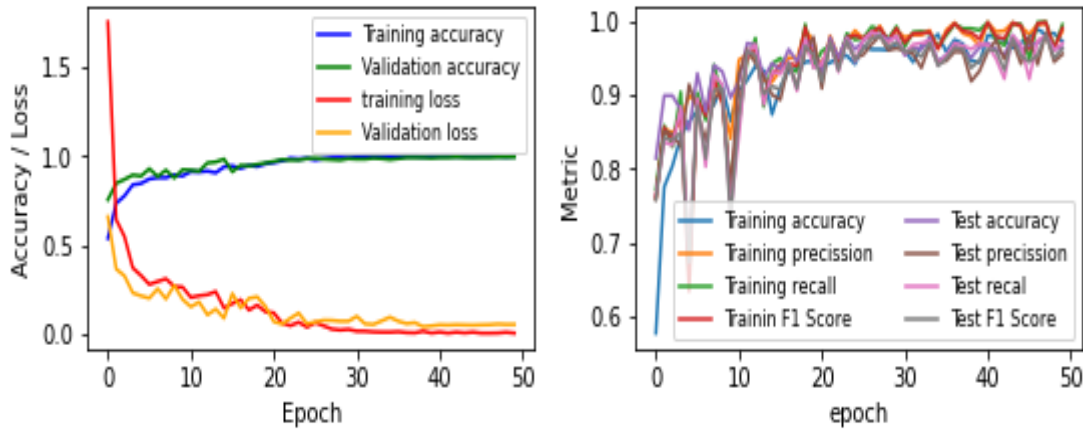 Accuracy / Loss
1.5
1.0
0.5
0.0
Training accuracy
Validation accuracy
training loss
Validation loss
0 10 20 30 40 50
Epoch
Metric
1.0
0.9
0.8
0.7
0.6
Training accuracy
Training precission
Training recall
Trainin F1 Score
Test accuracy
Test precission
Test recal
Test F1 Score
0 10 20 30 40 50
epoch